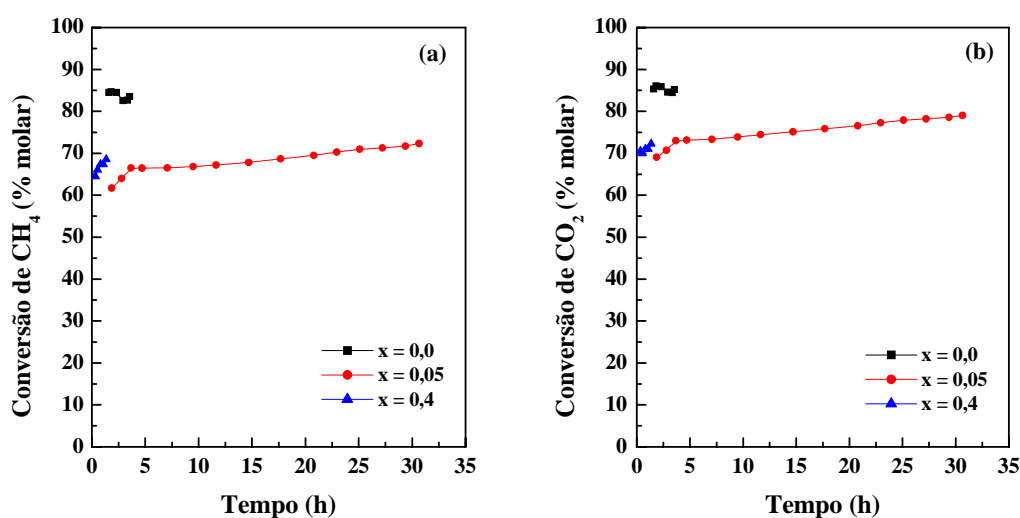 (a)
Conversão de CH4 (% molar)
100
90
80
70
60
50
40
30
20
10
0
x = 0,0
x = 0,05
x = 0,4
0 5 10 15 20 25 30 35
Tempo (h)
(b)
Conversão de CO2 (% molar)
100
90
80
70
60
50
40
30
20
10
0
x = 0,0
x = 0,05
x = 0,4
0 5 10 15 20 25 30 35
Tempo (h)